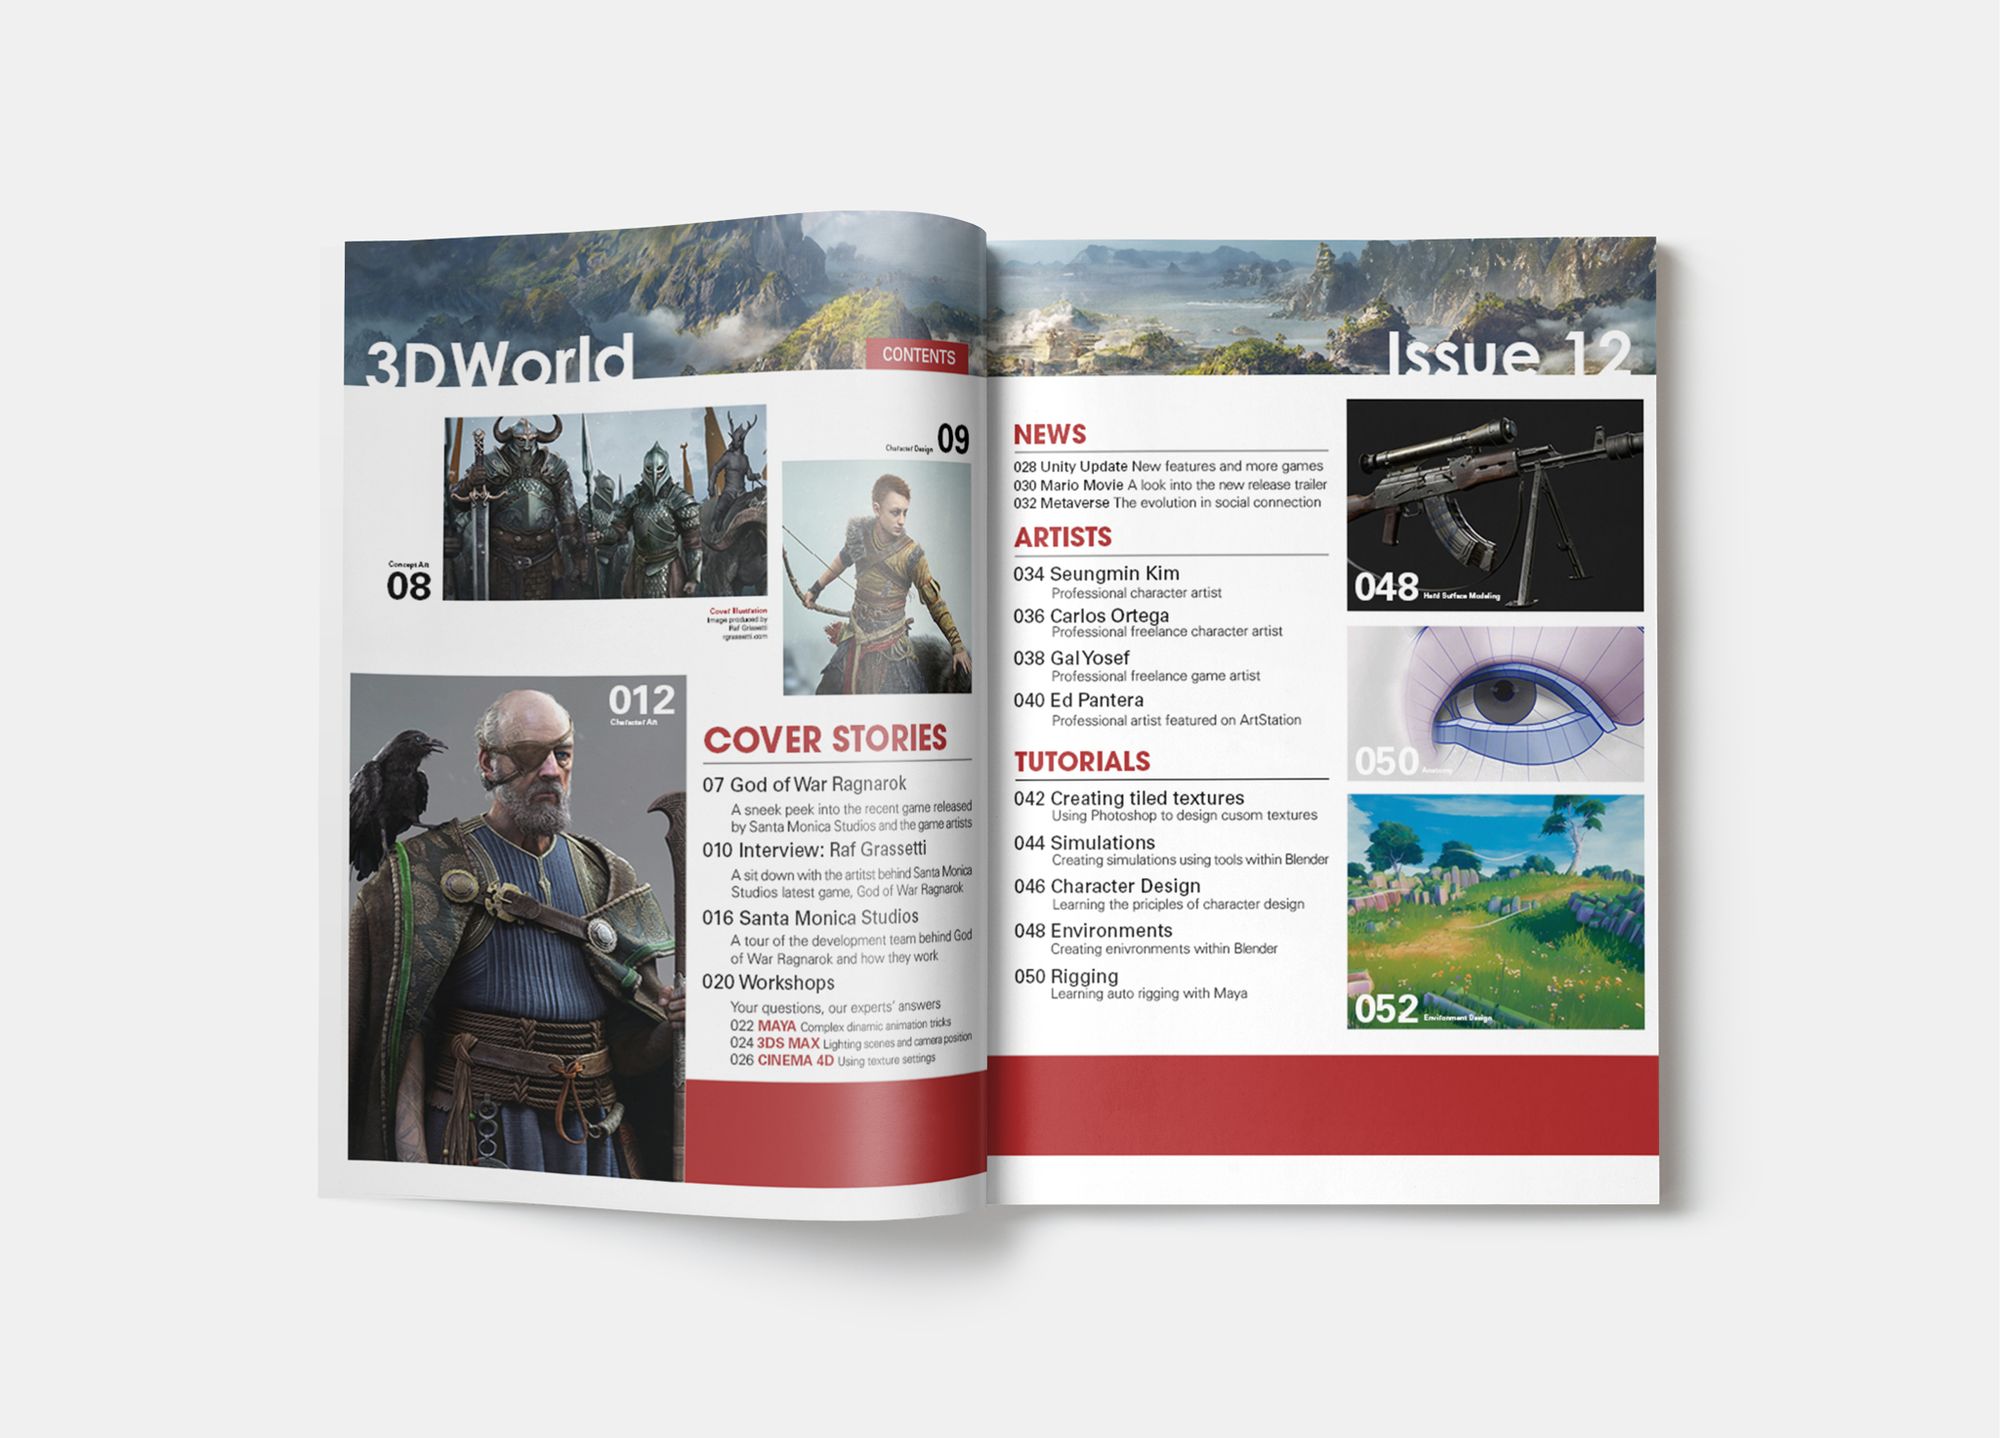 3DWorld
CONTENTS
Concept Art
08
Character Design 09
Cover Illustration
Image produced by
Raf Grassetti
rgrassetti.com
012
Character Art
COVER STORIES
07 God of War Ragnarok
A sneek peek into the recent game released
by Santa Monica Studios and the game artists
010 Interview: Raf Grassetti
A sit down with the artitst behind Santa Monica
Studios latest game, God of War Ragnarok
016 Santa Monica Studios
A tour of the development team behind God
of War Ragnarok and how they work
020 Workshops
Your questions, our experts' answers
022 MAYA Complex dinamic animation tricks
024 3DS MAX Lighting scenes and camera position
026 CINEMA 4D Using texture settings
Issue 12
NEWS
028 Unity Update New features and more games
030 Mario Movie A look into the new release trailer
032 Metaverse The evolution in social connection
ARTISTS
034 Seungmin Kim
Professional character artist
036 Carlos Ortega
Professional freelance character artist
038 Gal Yosef
Professional freelance game artist
040 Ed Pantera
Professional artist featured on ArtStation
TUTORIALS
042 Creating tiled textures
Using Photoshop to design cusom textures
044 Simulations
Creating simulations using tools within Blender
046 Character Design
Learning the priciples of character design
048 Environments
Creating enivronments within Blender
050 Rigging
Learning auto rigging with Maya
048 Hard Surface Modeling
050 Anatomy
052 Environment Design